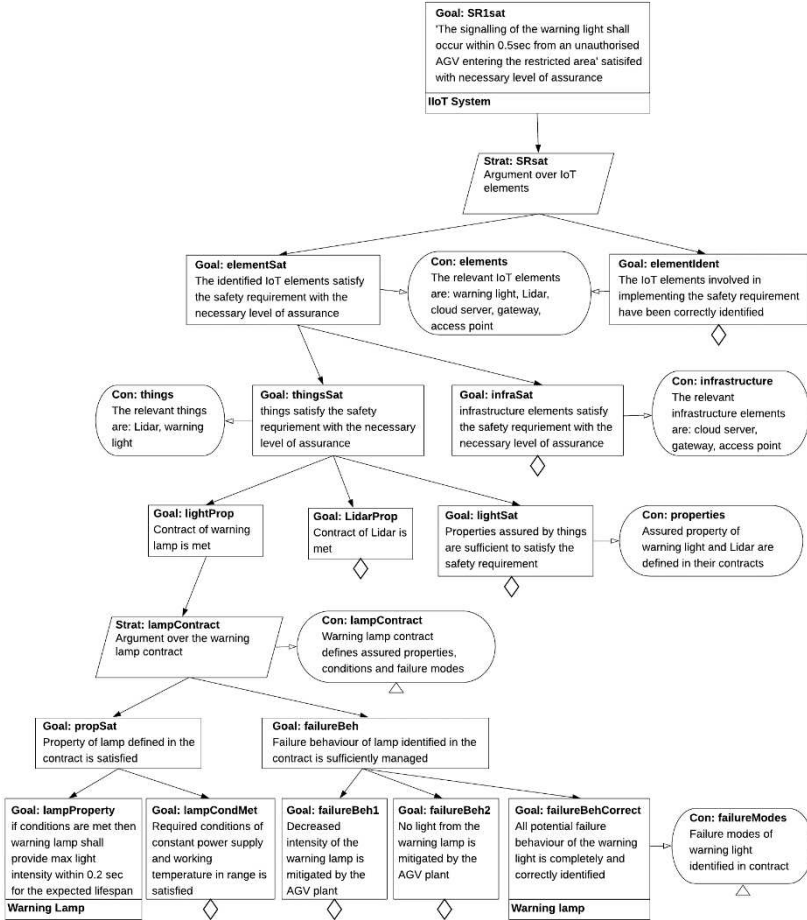 Goal: SR1sat
'The signalling of the warning light shall
occur within 0.5sec from an unauthorised
AGV entering the restricted area' satisifed
with necessary level of assurance
IIoT System
Strat: SRsat
Argument over IoT
elements
Goal: elementSat
The identified IoT elements satisfy
the safety requirement with the
necessary level of assurance
Con: elements
The relevant IoT elements
are: warning light, Lidar,
cloud server, gateway,
access point
Goal: elementIdent
The IoT elements involved in
implementing the safety requirement
have been correctly identified
Con: things
The relevant things
are: Lidar, warning
light
Goal: thingsSat
things satisfy the safety
requriement with the necessary
level of assurance
Goal: infraSat
infrastructure elements satisfy
the safety requriement with the
necessary level of assurance
Con: infrastructure
The relevant
infrastructure elements
are: cloud server,
gateway, access point
Goal: lightProp
Contract of warning
lamp is met
Goal: LidarProp
Contract of Lidar is
met
Goal: lightSat
Properties assured by things
are sufficient to satisfy the
safety requirement
Con: properties
Assured property of
warning light and Lidar are
defined in their contracts
Strat: lampContract
Argument over the warning
lamp contract
Con: lampContract
Warning lamp contract
defines assured properties,
conditions and failure modes
Goal: propSat
Property of lamp defined in the
contract is satisfied
Goal: failureBeh
Failure behaviour of lamp identified in the
contract is sufficiently managed
Goal: lampProperty
if conditions are met then
warning lamp shall
provide max light
intensity within 0.2 sec
for the expected lifespan
Warning Lamp
Goal: lampCondMet
Required conditions of
constant power supply
and working
temperature in range is
satisfied
Goal: failureBeh1
Decreased
intensity of the
warning lamp is
mitigated by the
AGV plant
Goal: failureBeh2
No light from the
warning lamp is
mitigated by the
AGV plant
Goal: failureBehCorrect
All potential failure
behaviour of the warning
light is completely and
correctly identified
Warning lamp
Con: failureModes
Failure modes of
warning light
identified in contract